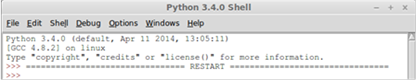 Python 3.4.0 Shell
File Edit Shell Debug Options Windows Help
Python 3.4.0 (default, Apr 11 2014, 13:05:11)
[GCC 4.8.2] on linux
Type "copyright", "credits" or "license()" for more information.
>>> ================================ RESTART ================================
>>>